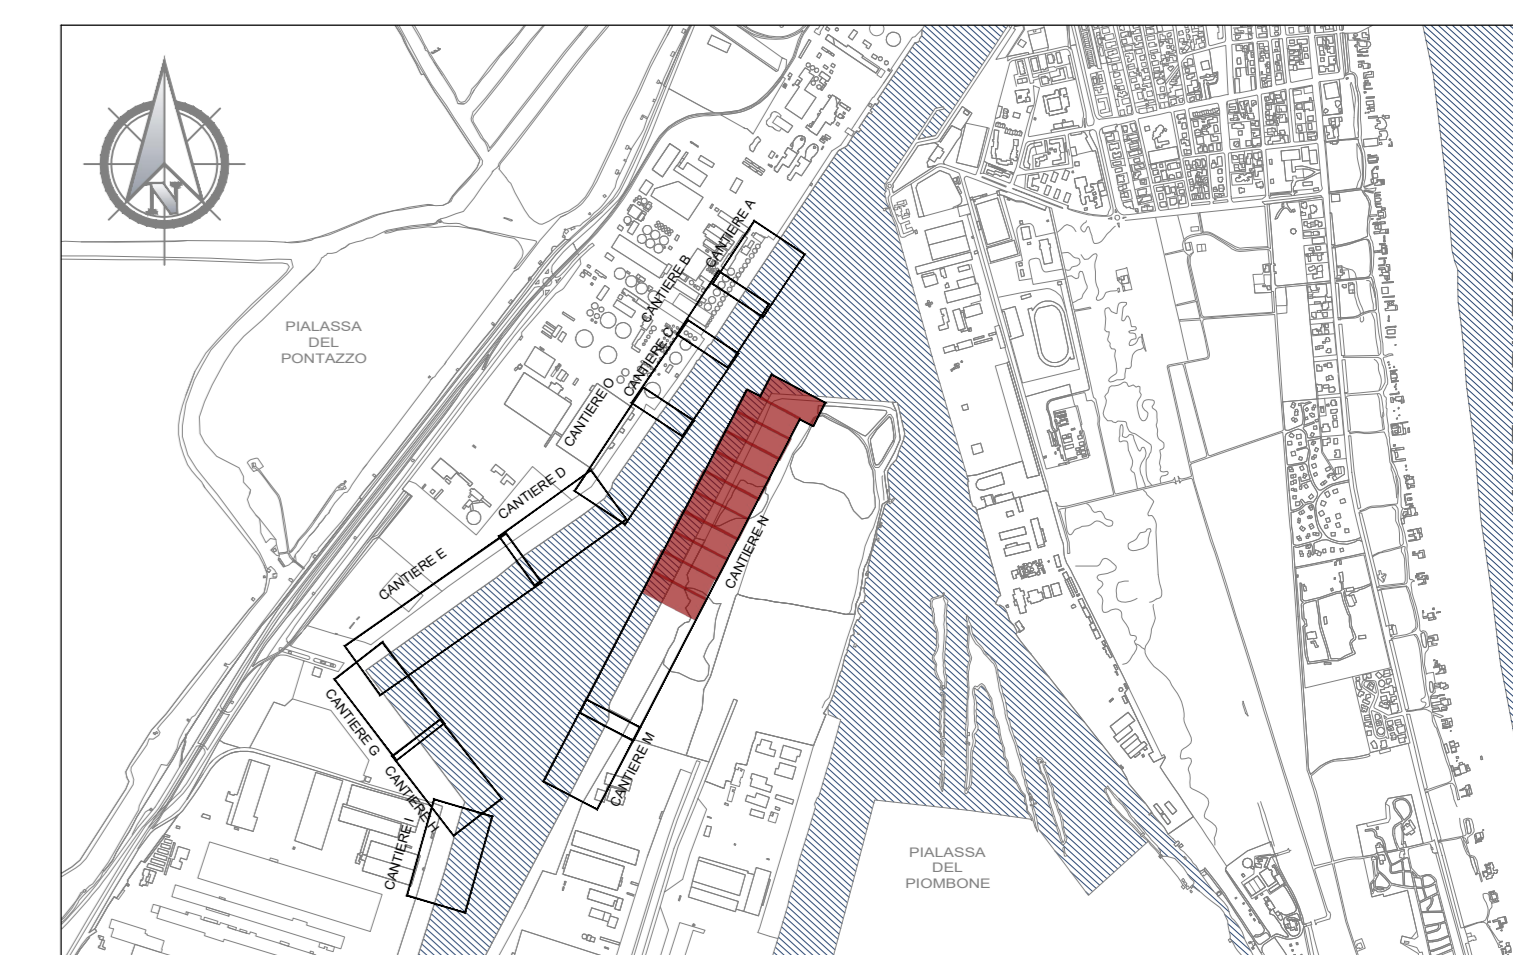 N
CANTIERE A
CANTIERE B
PIALASSA
DEL
PONTAZZO
CANTIERE C
CANTIERE O
CANTIERE D
CANTIERE E
CANTIERE N
CANTIERE G
CANTIERE M
CANTIERE H
CANTIERE I
PIALASSA
DEL
PIOMBONE